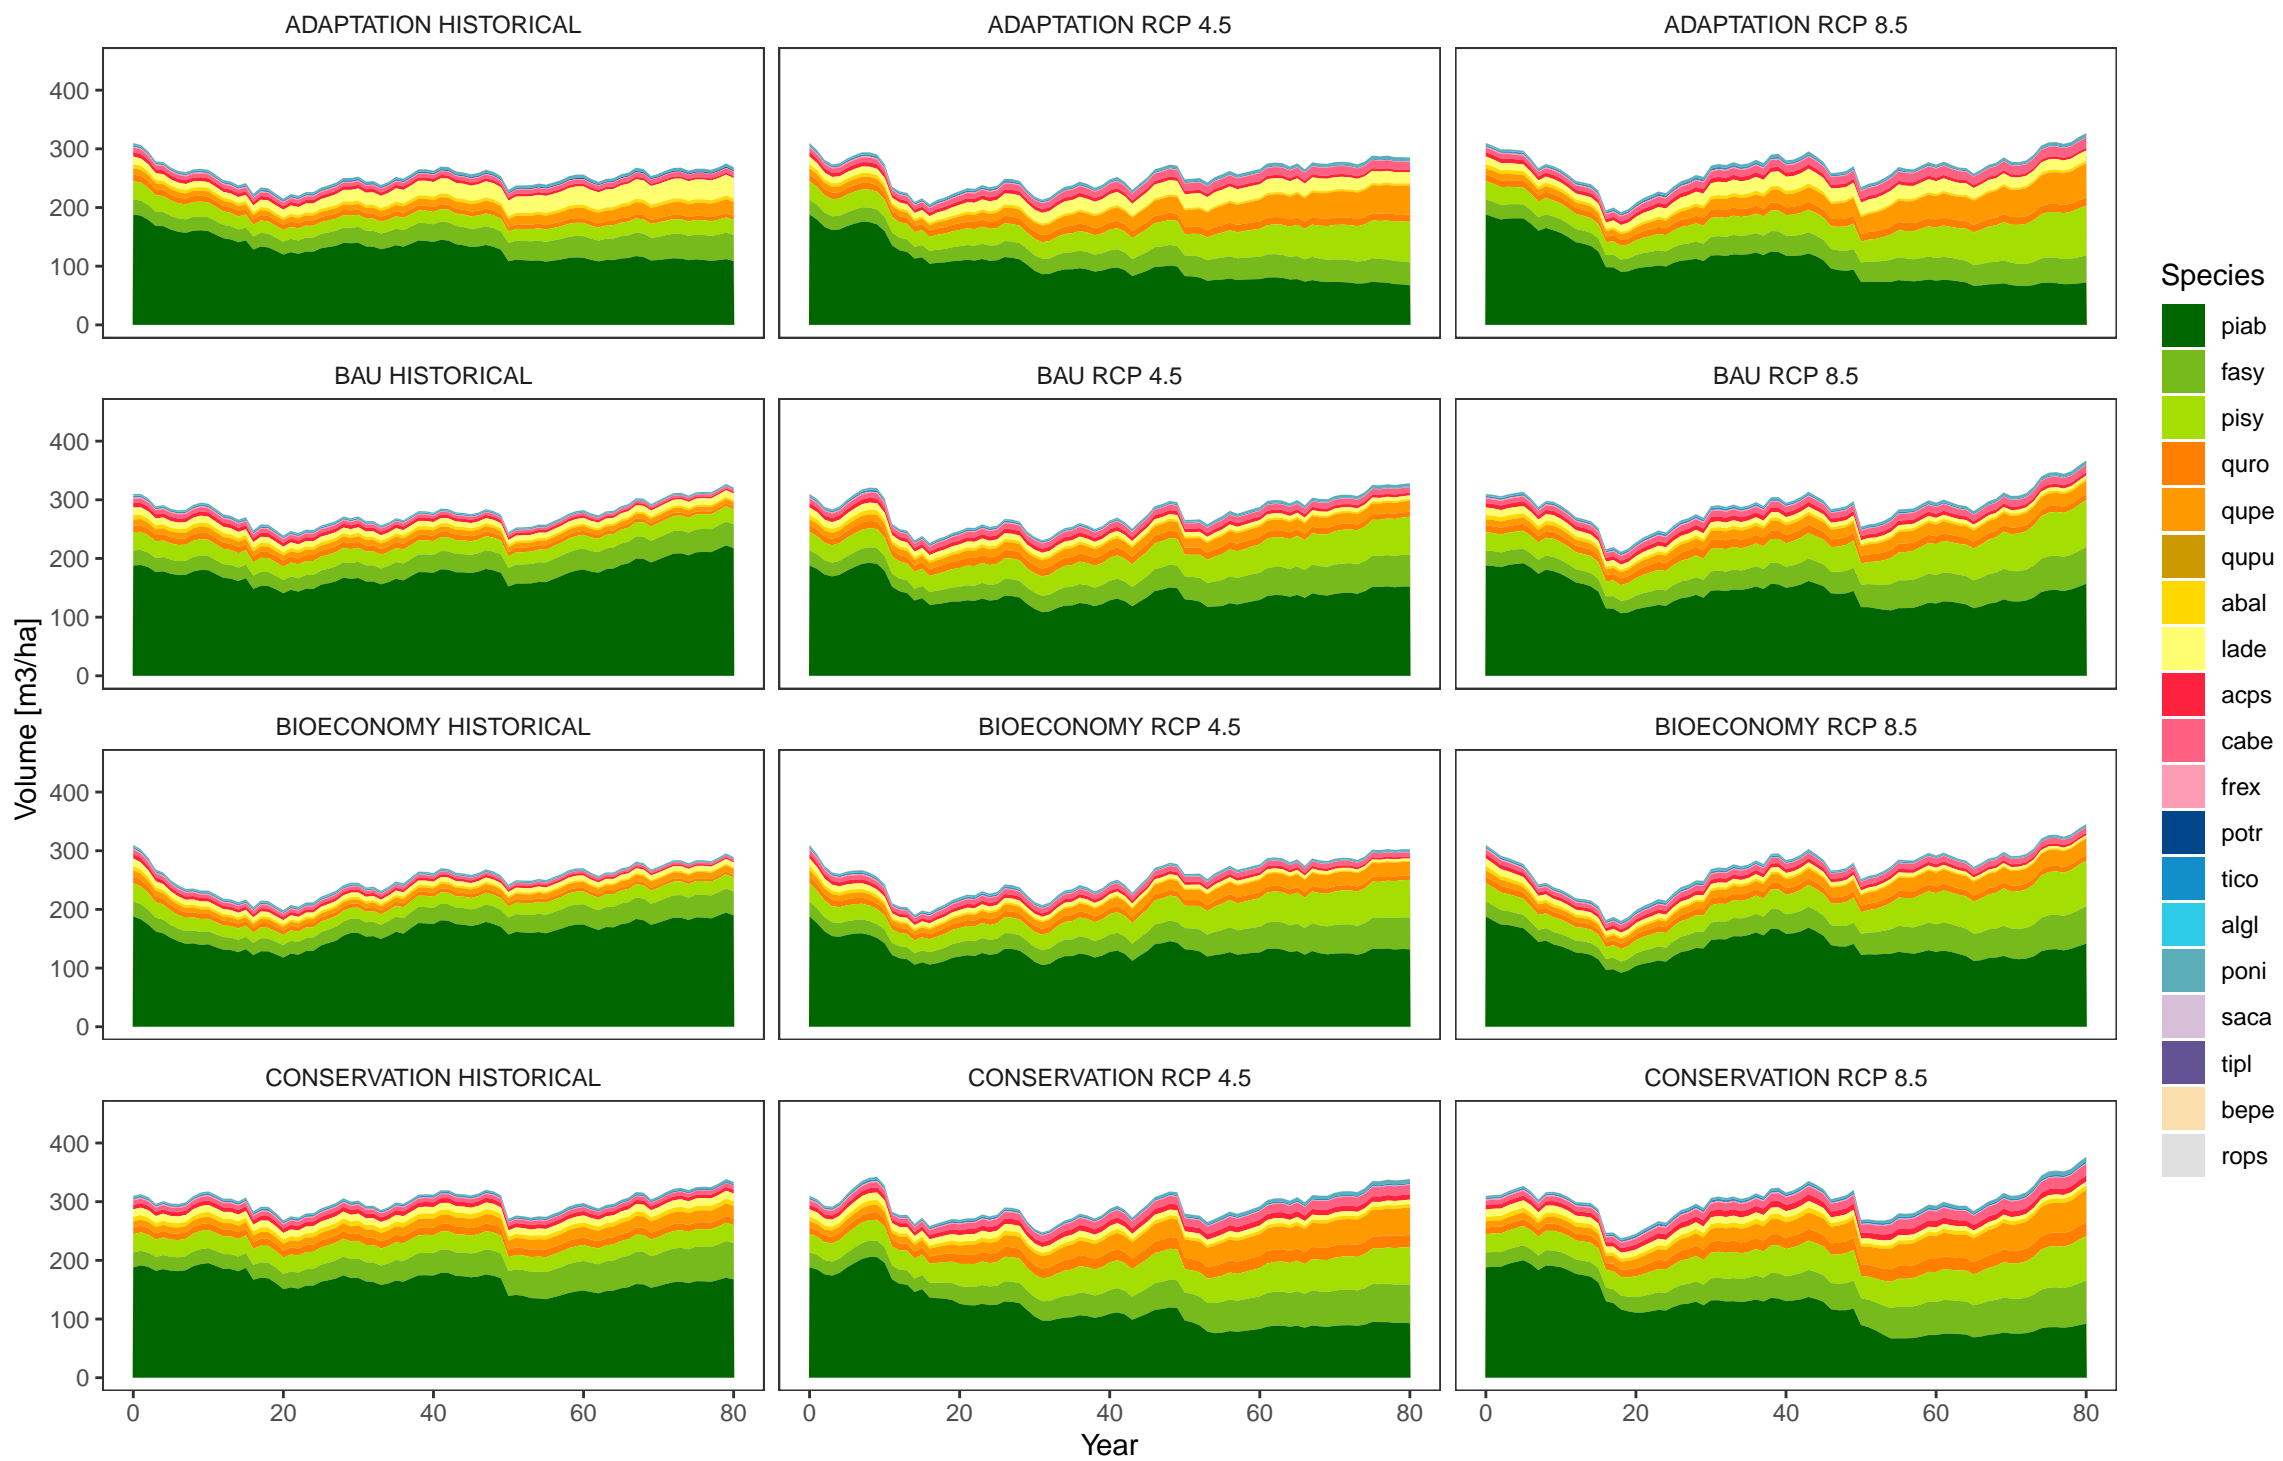 ADAPTATION HISTORICAL
ADAPTATION RCP 4.5
ADAPTATION RCP 8.5
400
300
200
100
0
BAU HISTORICAL
BAU RCP 4.5
BAU RCP 8.5
400
300
200
100
0
BIOECONOMY HISTORICAL
BIOECONOMY RCP 4.5
BIOECONOMY RCP 8.5
400
300
200
100
0
CONSERVATION HISTORICAL
CONSERVATION RCP 4.5
CONSERVATION RCP 8.5
400
300
200
100
0
0 20 40 60 80
0 20 40 60 80
0 20 40 60 80
Year
Volume [m3/ha]
Species
piab
fasy
pisy
quro
qupe
qupu
abal
lade
acps
cabe
frex
potr
tico
algl
poni
saca
tipl
bepe
rops